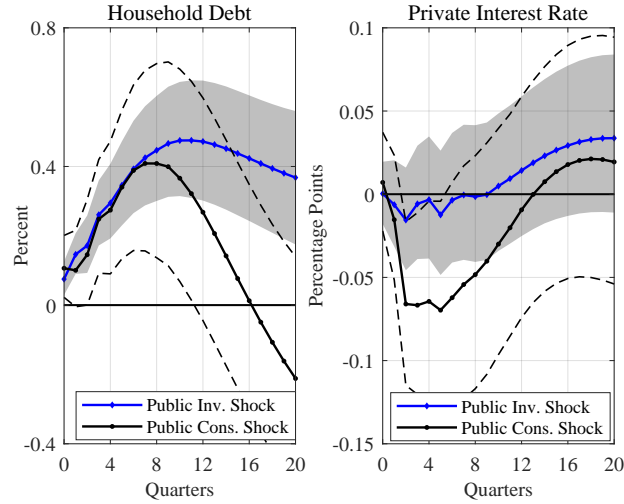 Household Debt
Percent
0.8
0.4
0
-0.4
Public Inv. Shock
Public Cons. Shock
0 4 8 12 16 20
Quarters
Private Interest Rate
Percentage Points
0.1
0.05
0
-0.05
-0.1
-0.15
Public Inv. Shock
Public Cons. Shock
0 4 8 12 16 20
Quarters